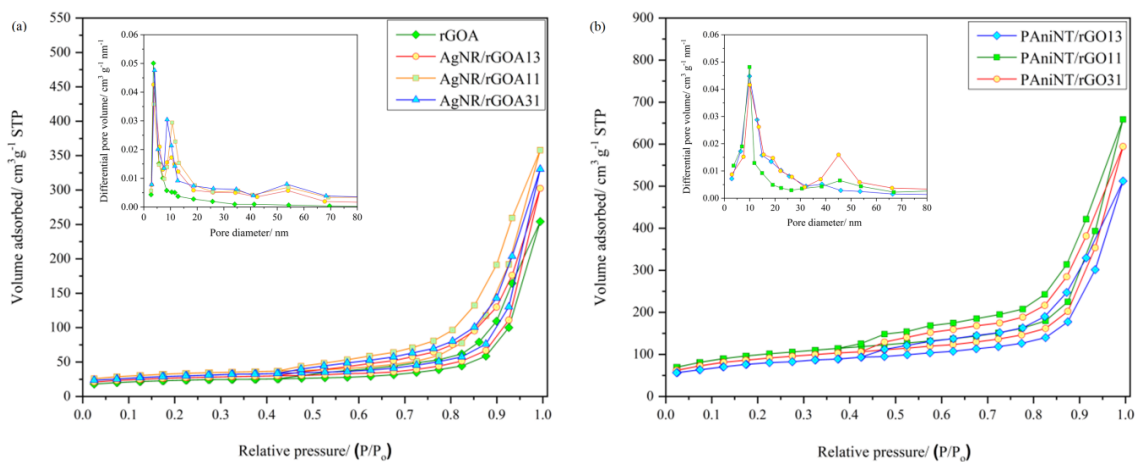 (a)
550
500
450
400
350
300
250
200
150
100
50
0
Volume adsorbed/ cm³ g⁻¹ STP
0.0 0.1 0.2 0.3 0.4 0.5 0.6 0.7 0.8 0.9 1.0
Relative pressure/ (P/P₀)
rGOA
AgNR/rGOA13
AgNR/rGOA11
AgNR/rGOA31
0.06
0.05
0.04
0.03
0.02
0.01
0.00
Differential pore volume/ cm³ g⁻¹ nm⁻¹
0 10 20 30 40 50 60 70 80
Pore diameter/ nm
(b)
900
800
700
600
500
400
300
200
100
0
Volume adsorbed/ cm³ g⁻¹ STP
0.0 0.1 0.2 0.3 0.4 0.5 0.6 0.7 0.8 0.9 1.0
Relative pressure/ (P/P₀)
PAniNT/rGO13
PAniNT/rGO11
PAniNT/rGO31
0.06
0.05
0.04
0.03
0.02
0.01
0.00
Differential pore volume/ cm³ g⁻¹ nm⁻¹
0 10 20 30 40 50 60 70 80
Pore diameter/ nm